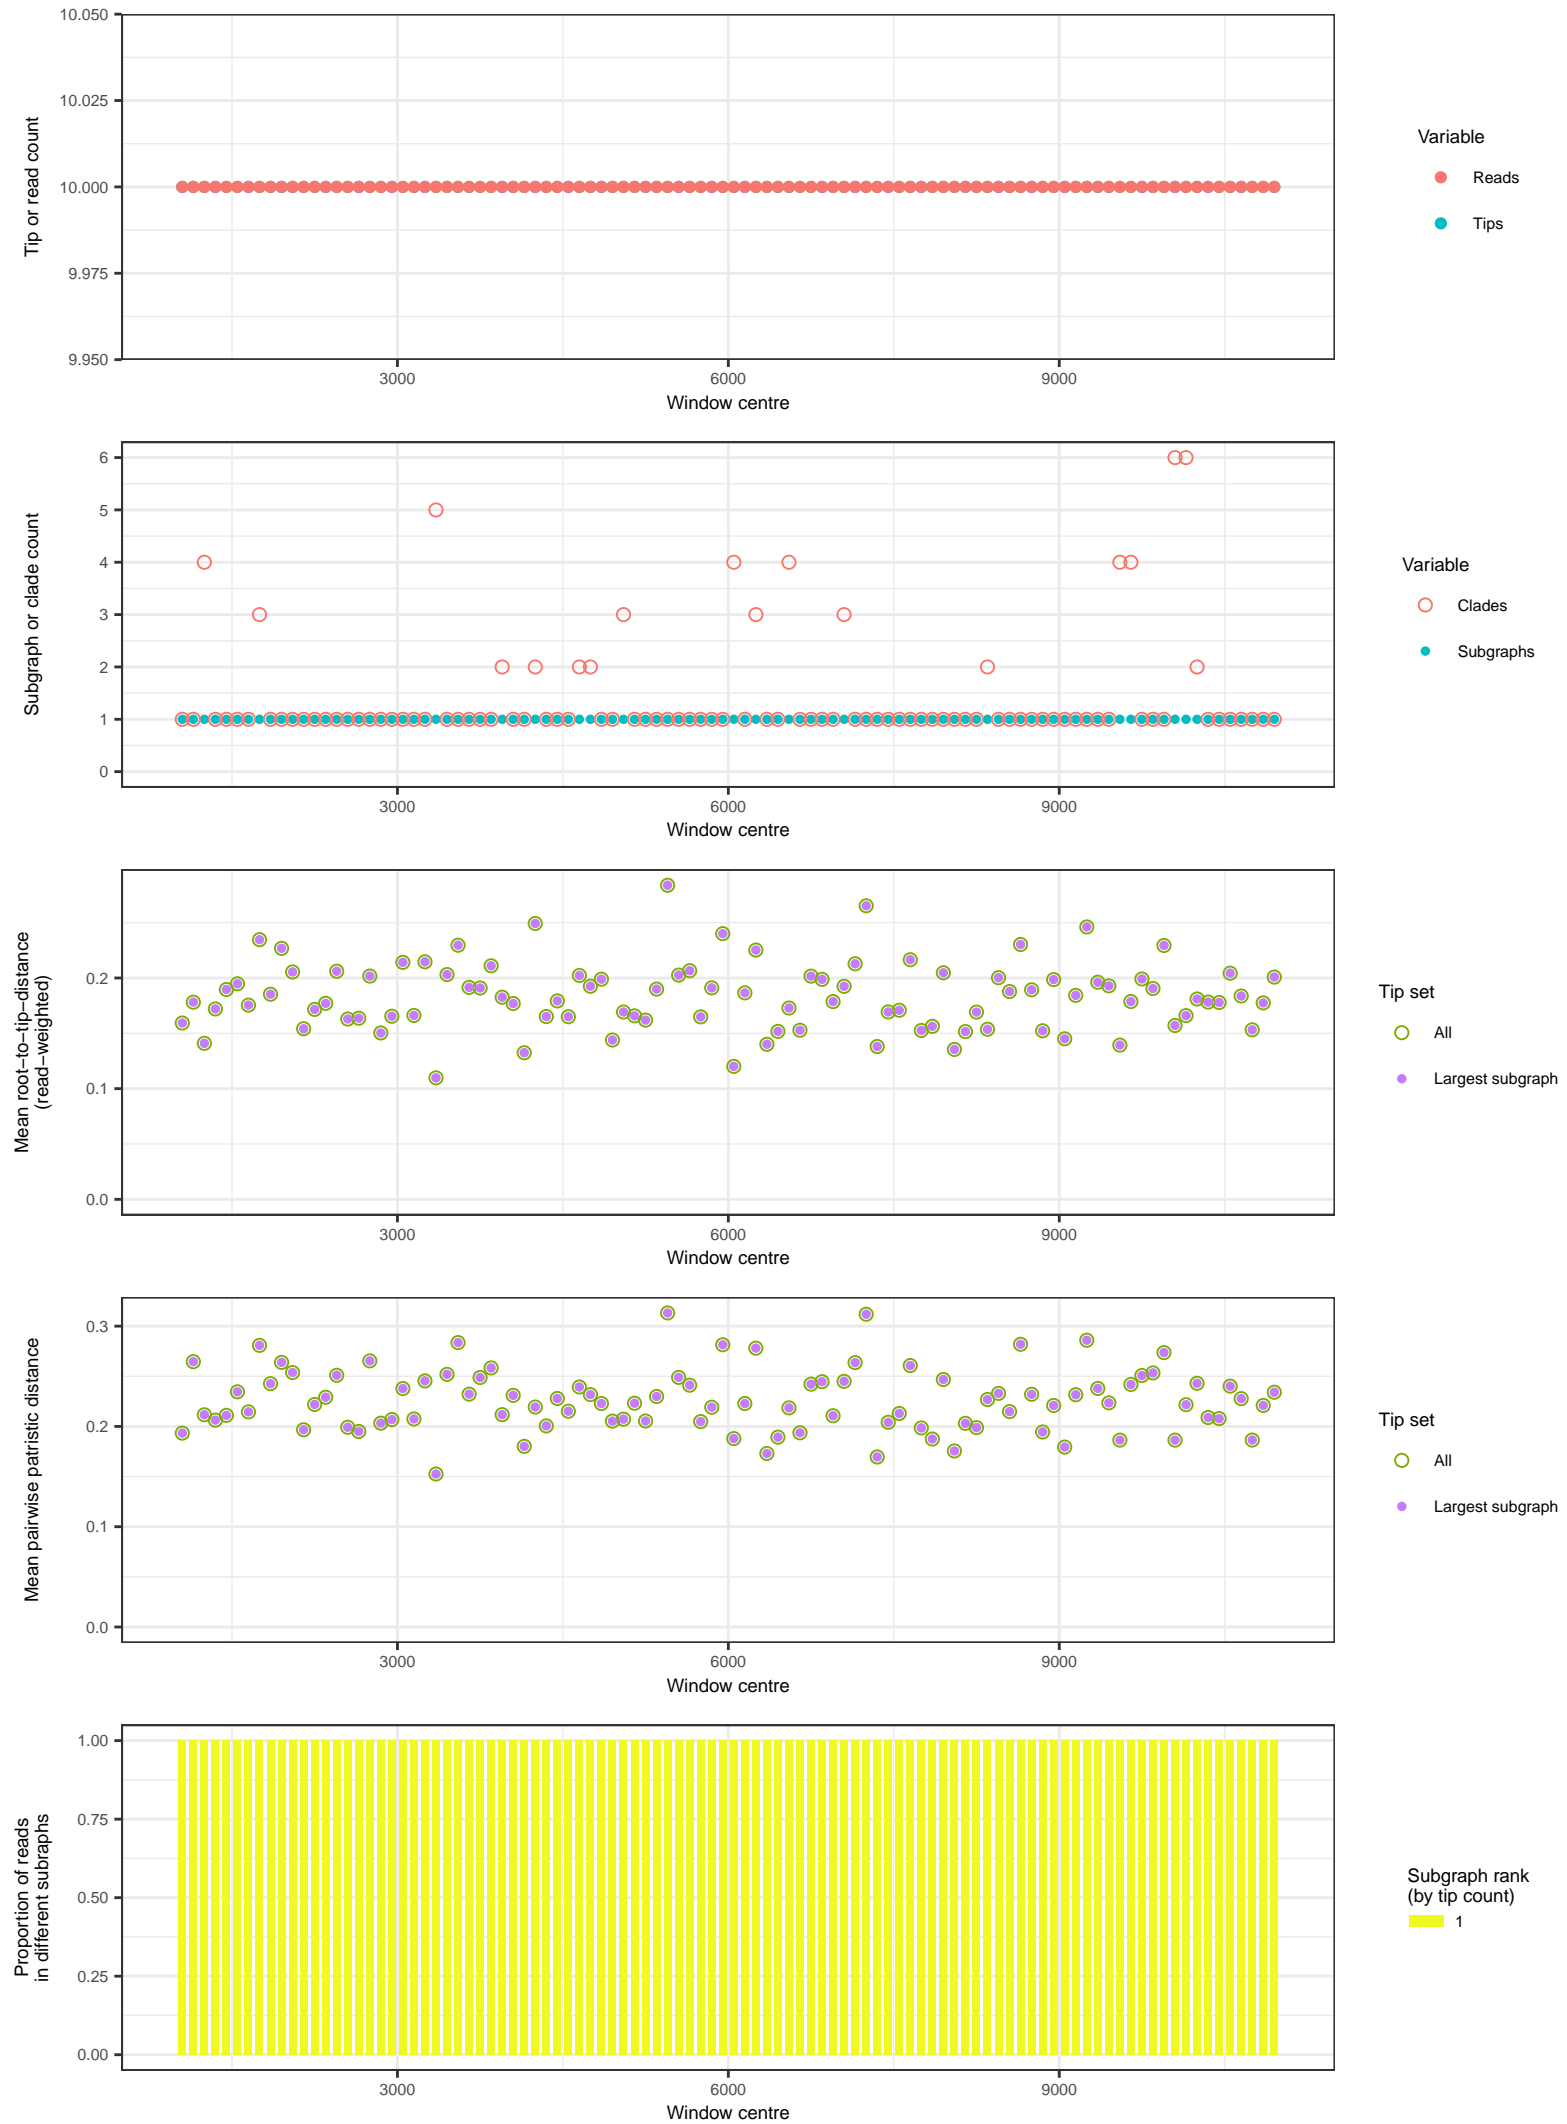 10.050
10.025
10.000
9.975
9.950
Tip or read count
3000 6000 9000
Window centre
Variable
Reads
Tips
6
5
4
3
2
1
0
Subgraph or clade count
3000 6000 9000
Window centre
Variable
Clades
Subgraphs
0.2
0.1
0.0
Mean root−to−tip−distance
(read−weighted)
3000 6000 9000
Window centre
Tip set
All
Largest subgraph
0.3
0.2
0.1
0.0
Mean pairwise patristic distance
3000 6000 9000
Window centre
Tip set
All
Largest subgraph
1.00
0.75
0.50
0.25
0.00
Proportion of reads
in different subraphs
3000 6000 9000
Window centre
Subgraph rank
(by tip count)
1